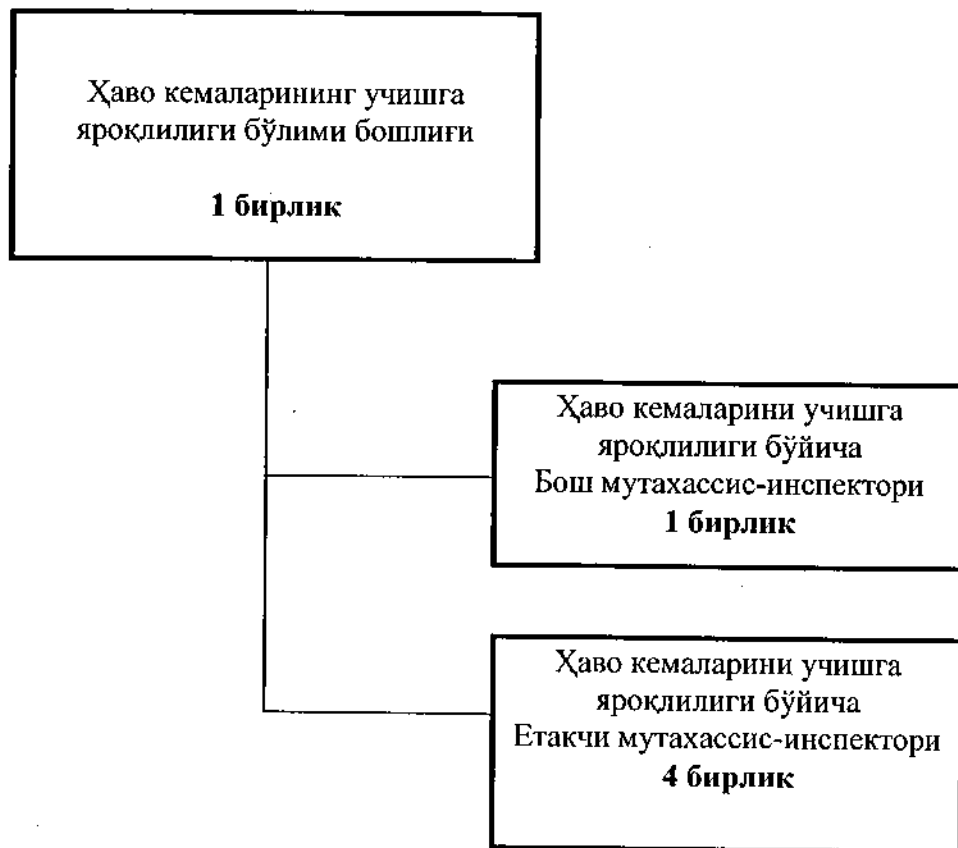 Ҳаво кемаларининг учишга
яроқлилиги бўлими бошлиғи
1 бирлик
Ҳаво кемаларини учишга
яроқлилиги бўйича
Бош мутахассис-инспектори
1 бирлик
Ҳаво кемаларини учишга
яроқлилиги бўйича
Етакчи мутахассис-инспектори
4 бирлик